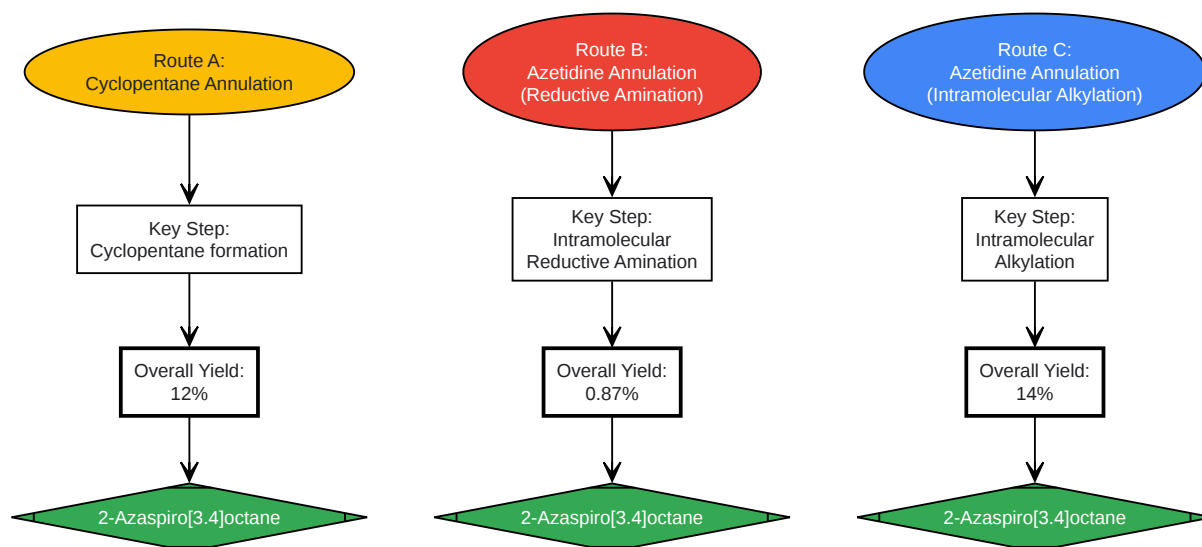 Route A:
Cyclopentane Annulation
Key Step:
Cyclopentane formation
Overall Yield:
12%
2-Azaspiro[3.4]octane
Route B:
Azetidine Annulation
(Reductive Amination)
Key Step:
Intramolecular
Reductive Amination
Overall Yield:
0.87%
2-Azaspiro[3.4]octane
Route C:
Azetidine Annulation
(Intramolecular Alkylation)
Key Step:
Intramolecular
Alkylation
Overall Yield:
14%
2-Azaspiro[3.4]octane